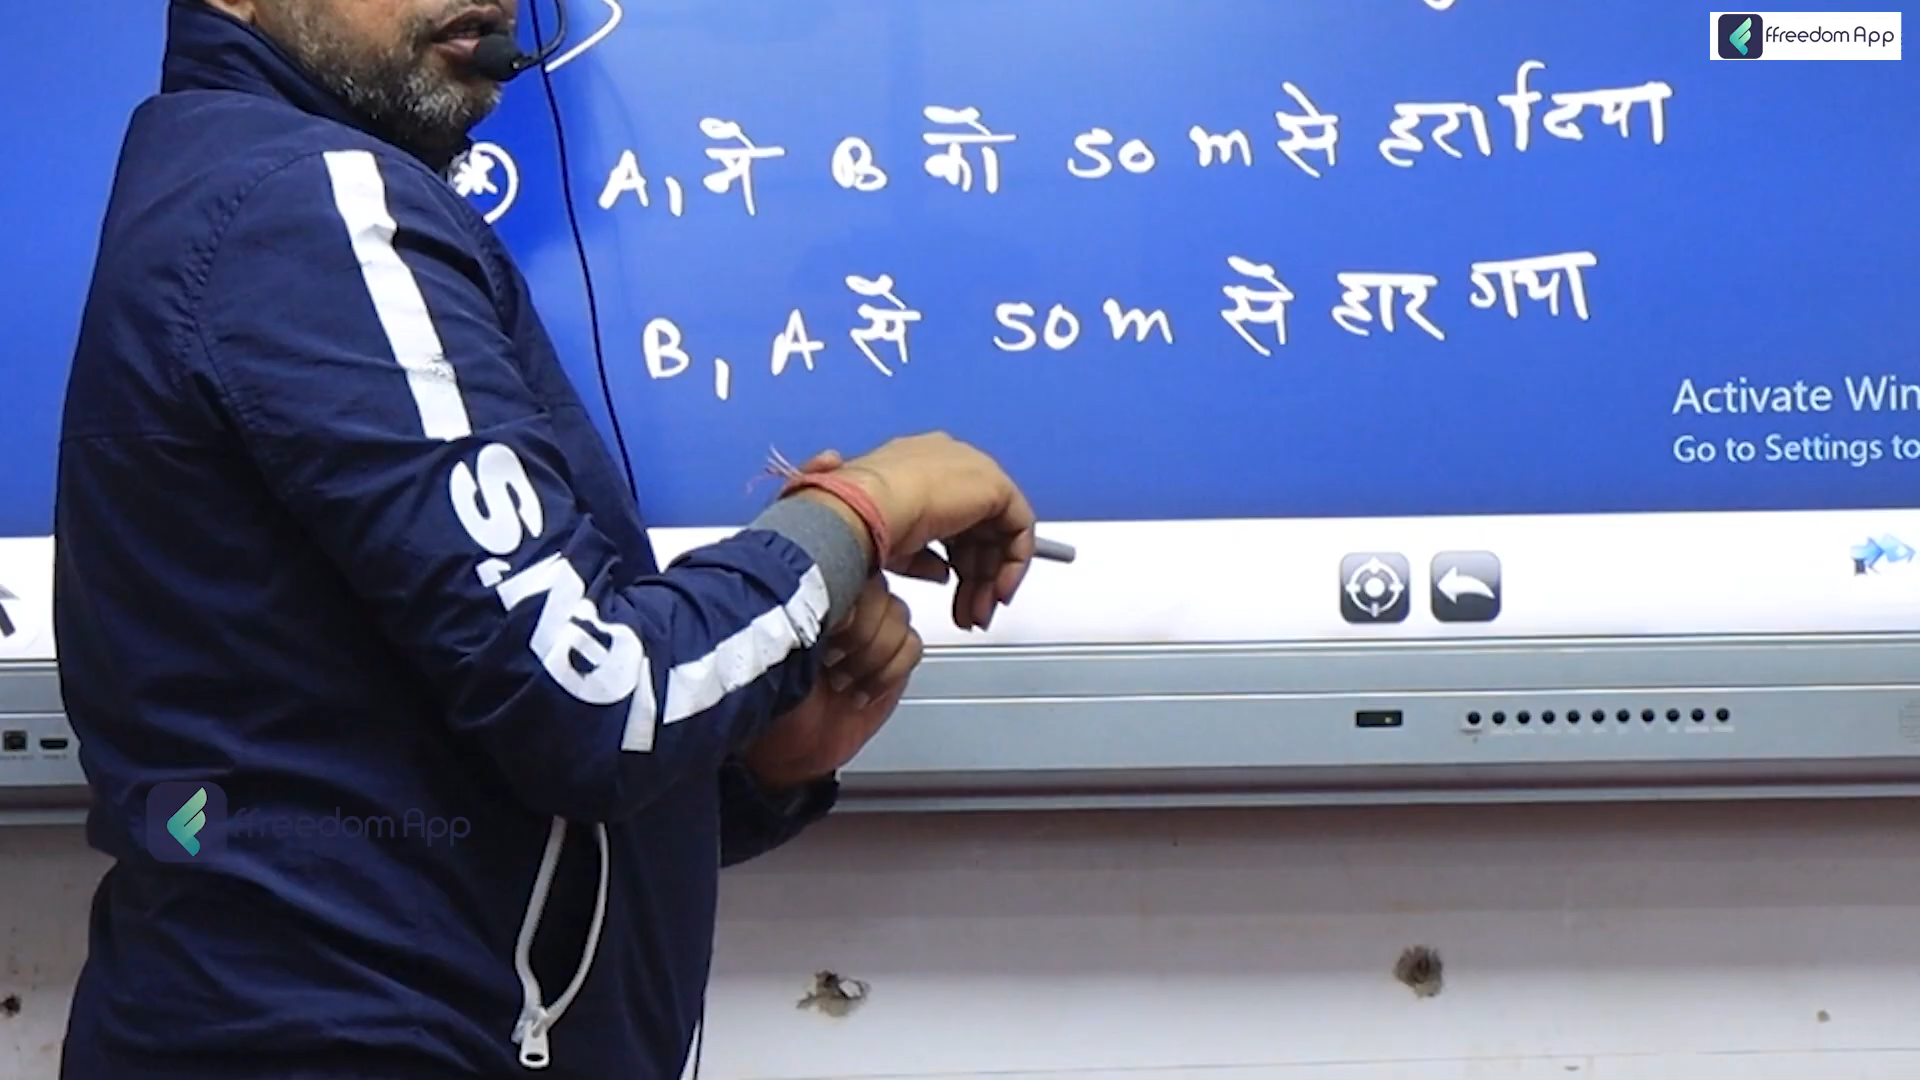 ffreedom App
A, ने B को 50 m से हरा दिया
B, A से 50 m से हार गया
Activate Win
Go to Settings to
ffreedom App